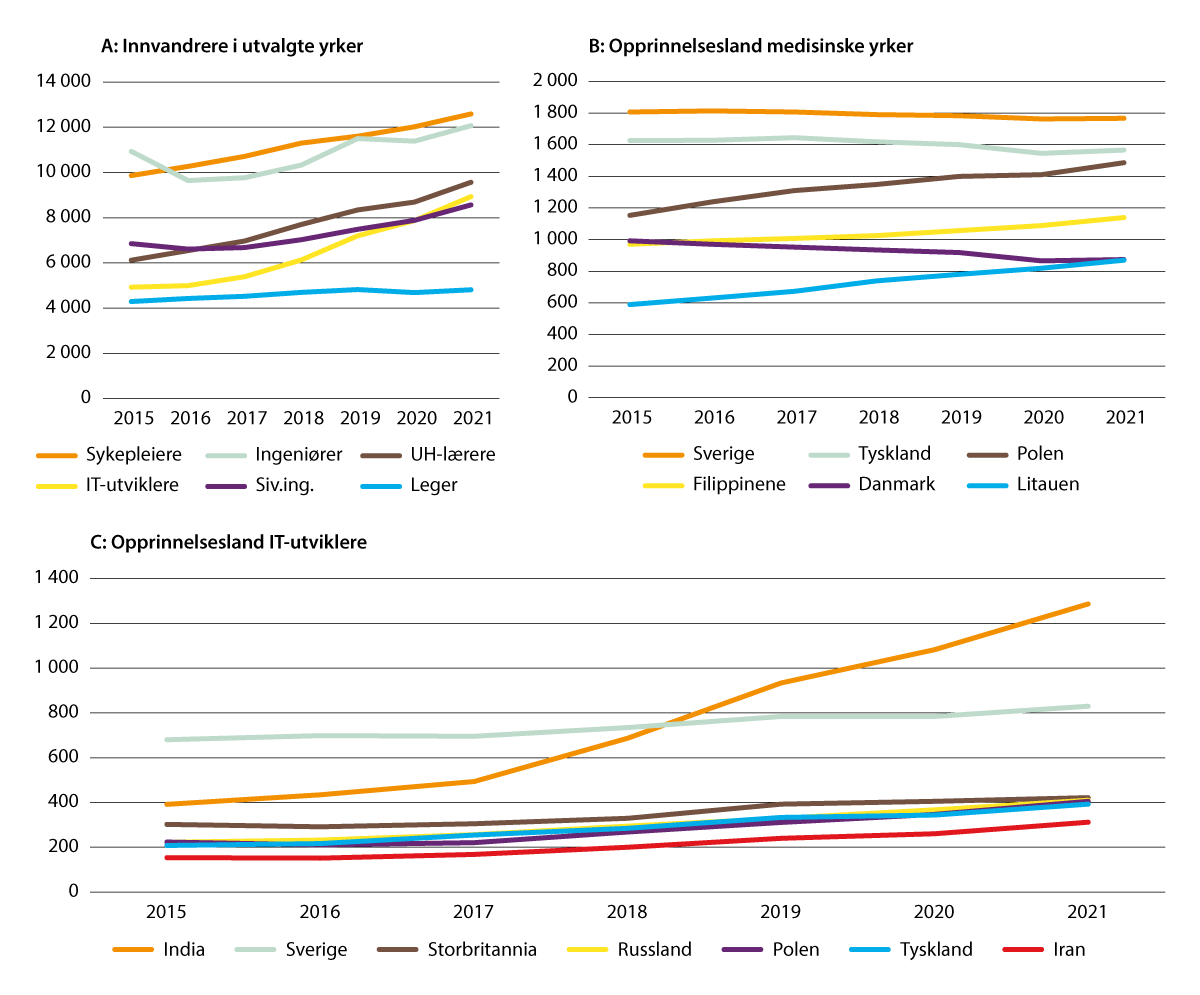 A: Innvandrere i utvalgte yrker
14 000
12 000
10 000
8 000
6 000
4 000
2 000
0
2015 2016 2017 2018 2019 2020 2021
Sykepleiere Ingeniører UH-lærere
IT-utviklere Siv.ing. Leger
B: Opprinnelsesland medisinske yrker
2 000
1 800
1 600
1 400
1 200
1 000
800
600
400
200
0
2015 2016 2017 2018 2019 2020 2021
Sverige Tyskland Polen
Filippinene Danmark Litauen
C: Opprinnelsesland IT-utviklere
1 400
1 200
1 000
800
600
400
200
0
2015 2016 2017 2018 2019 2020 2021
India Sverige Storbritannia Russland Polen Tyskland Iran